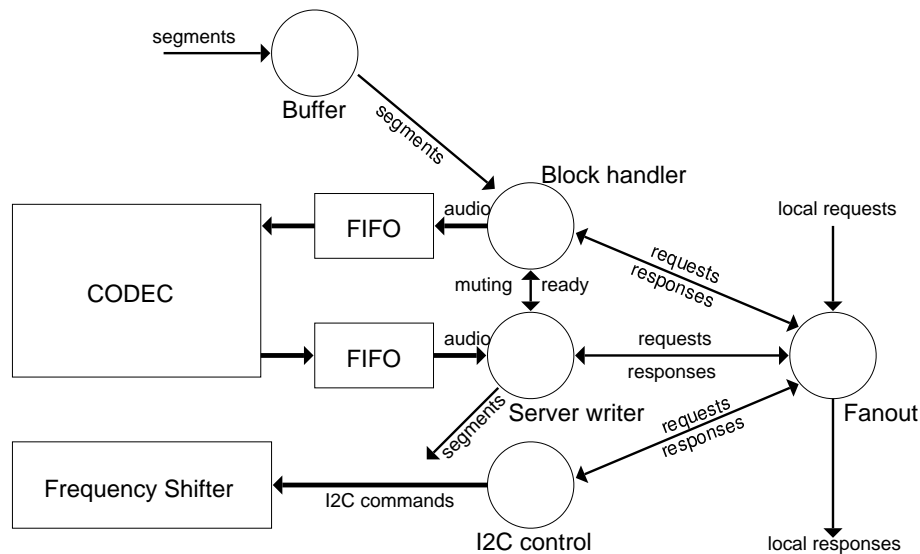 segments
Buffer
segments
Block handler
local requests
audio
FIFO
requests
responses
CODEC
muting
ready
audio
FIFO
requests
responses
segments
Server writer
requests
responses
Fanout
Frequency Shifter
I2C commands
I2C control
local responses